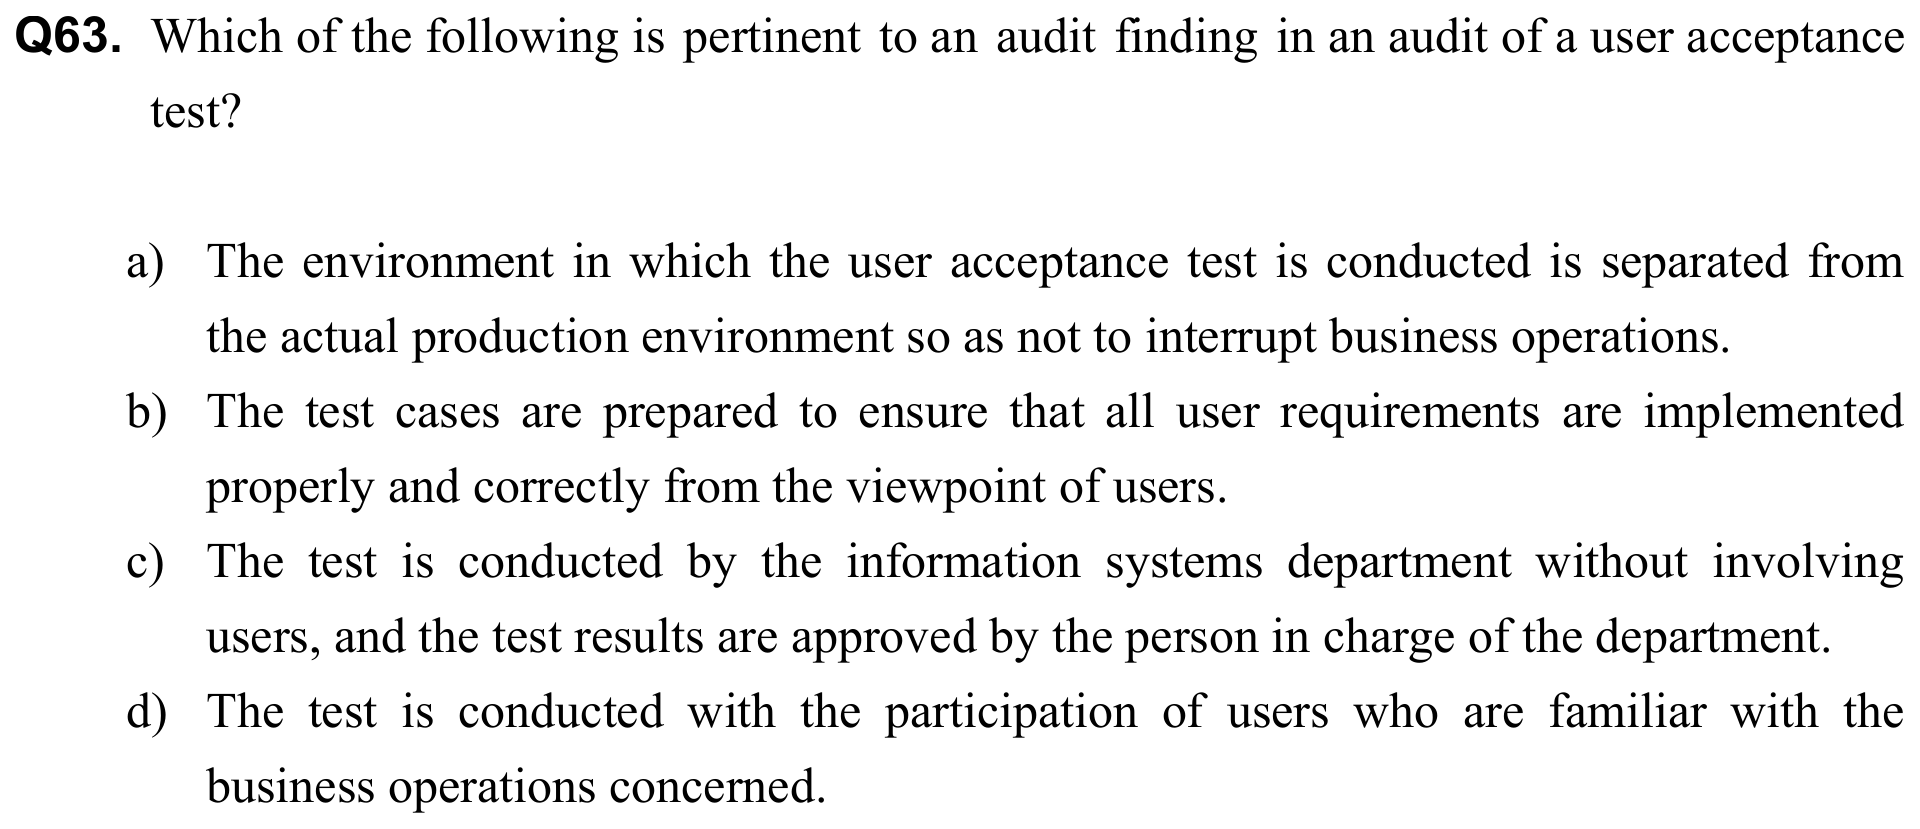 Q63. Which of the following is pertinent to an audit finding in an audit of a user acceptance
test?
a) The environment in which the user acceptance test is conducted is separated from
the actual production environment so as not to interrupt business operations.
b) The test cases are prepared to ensure that all user requirements are implemented
properly and correctly from the viewpoint of users.
c) The test is conducted by the information systems department without involving
users, and the test results are approved by the person in charge of the department.
d) The test is conducted with the participation of users who are familiar with the
business operations concerned.